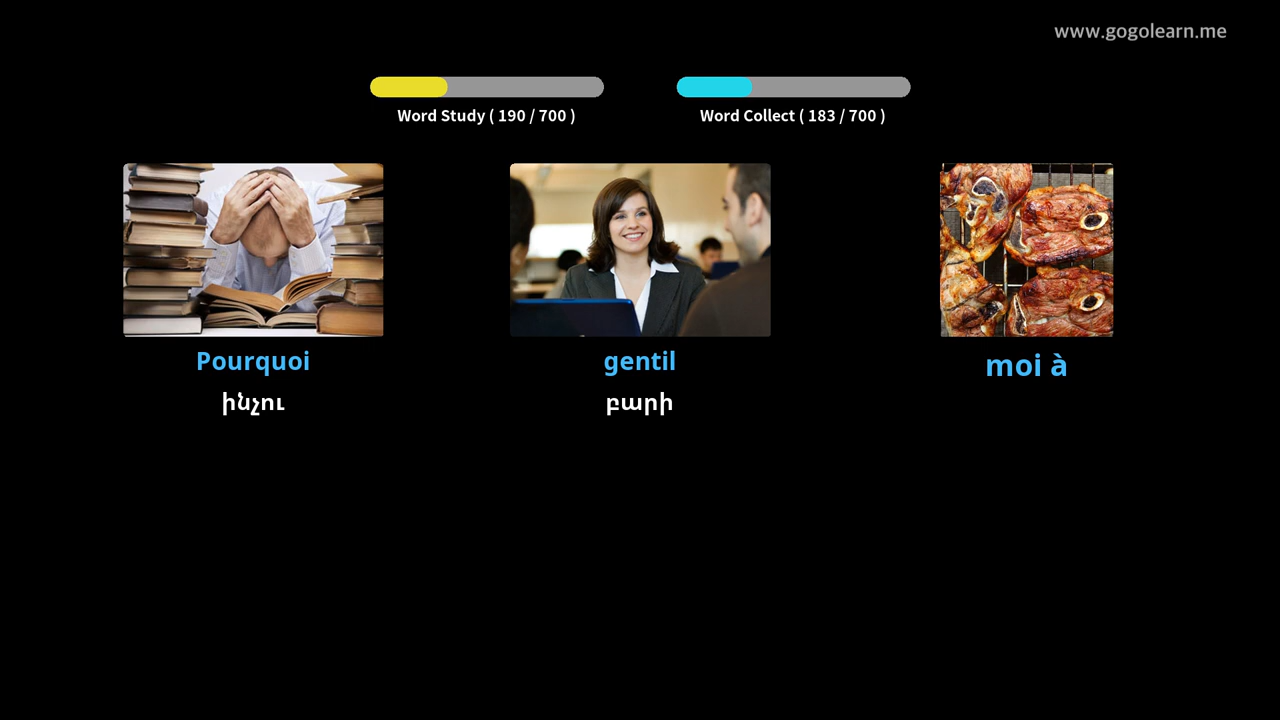 www.gogolearn.me
Word Study ( 190 / 700 )
Word Collect ( 183 / 700 )
Pourquoi
gentil
moi à
ինչու
բարի